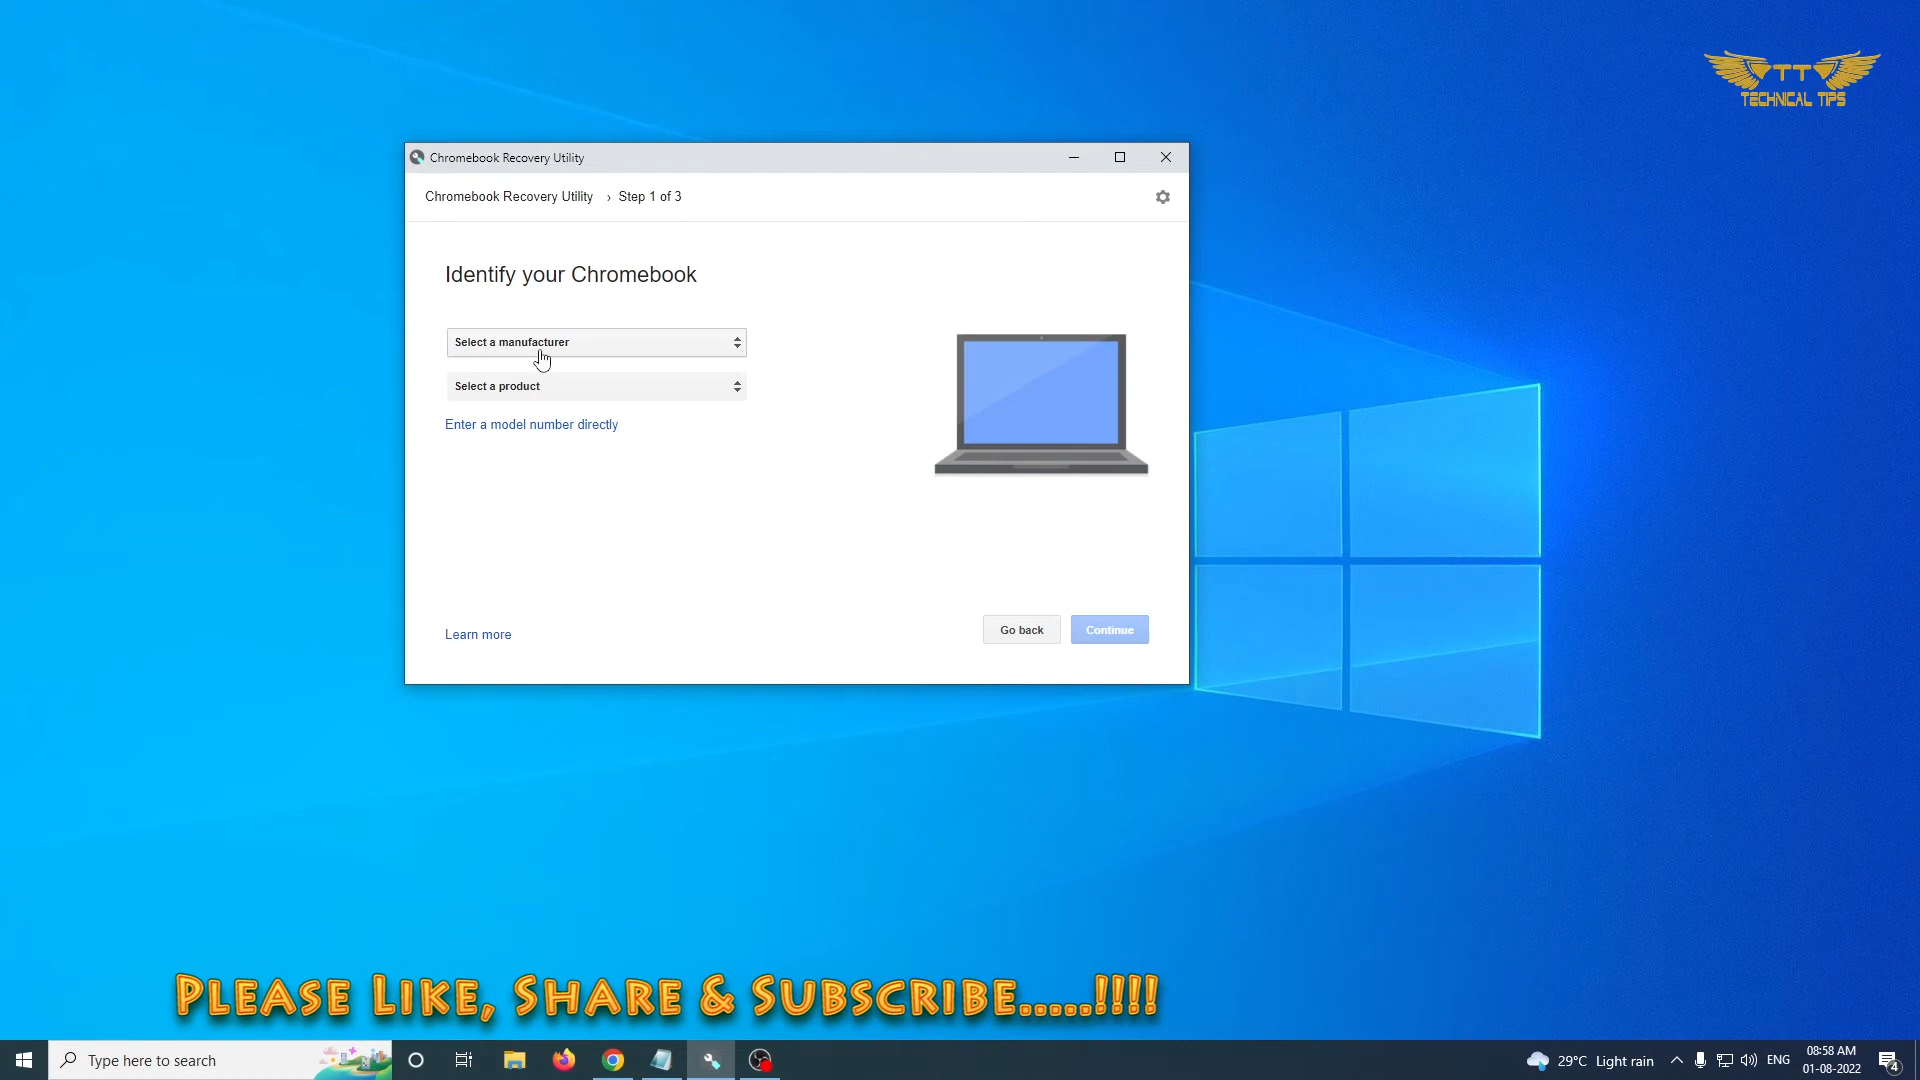 TT
TECHNICAL TIPS
Chromebook Recovery Utility
Chromebook Recovery Utility › Step 1 of 3
Identify your Chromebook
Select a manufacturer
Select a product
Enter a model number directly
Learn more
Go back
Continue
Please Like, Share & Subscribe.....!!!!
Type here to search
29°C Light rain
ENG
08:58 AM
01-08-2022
4